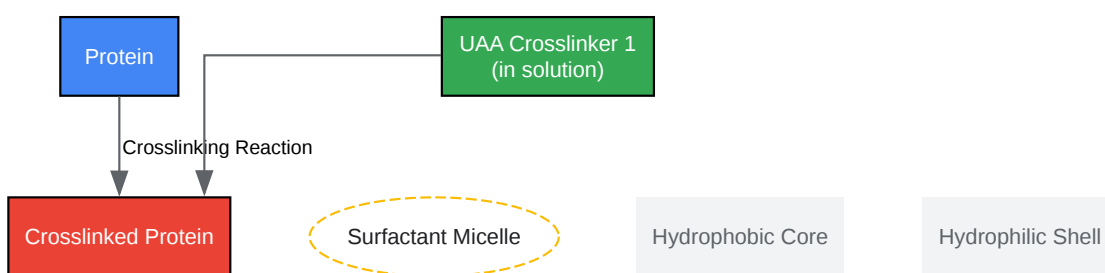 Protein
UAA Crosslinker 1
(in solution)
Crosslinking Reaction
Crosslinked Protein
Surfactant Micelle
Hydrophobic Core
Hydrophilic Shell